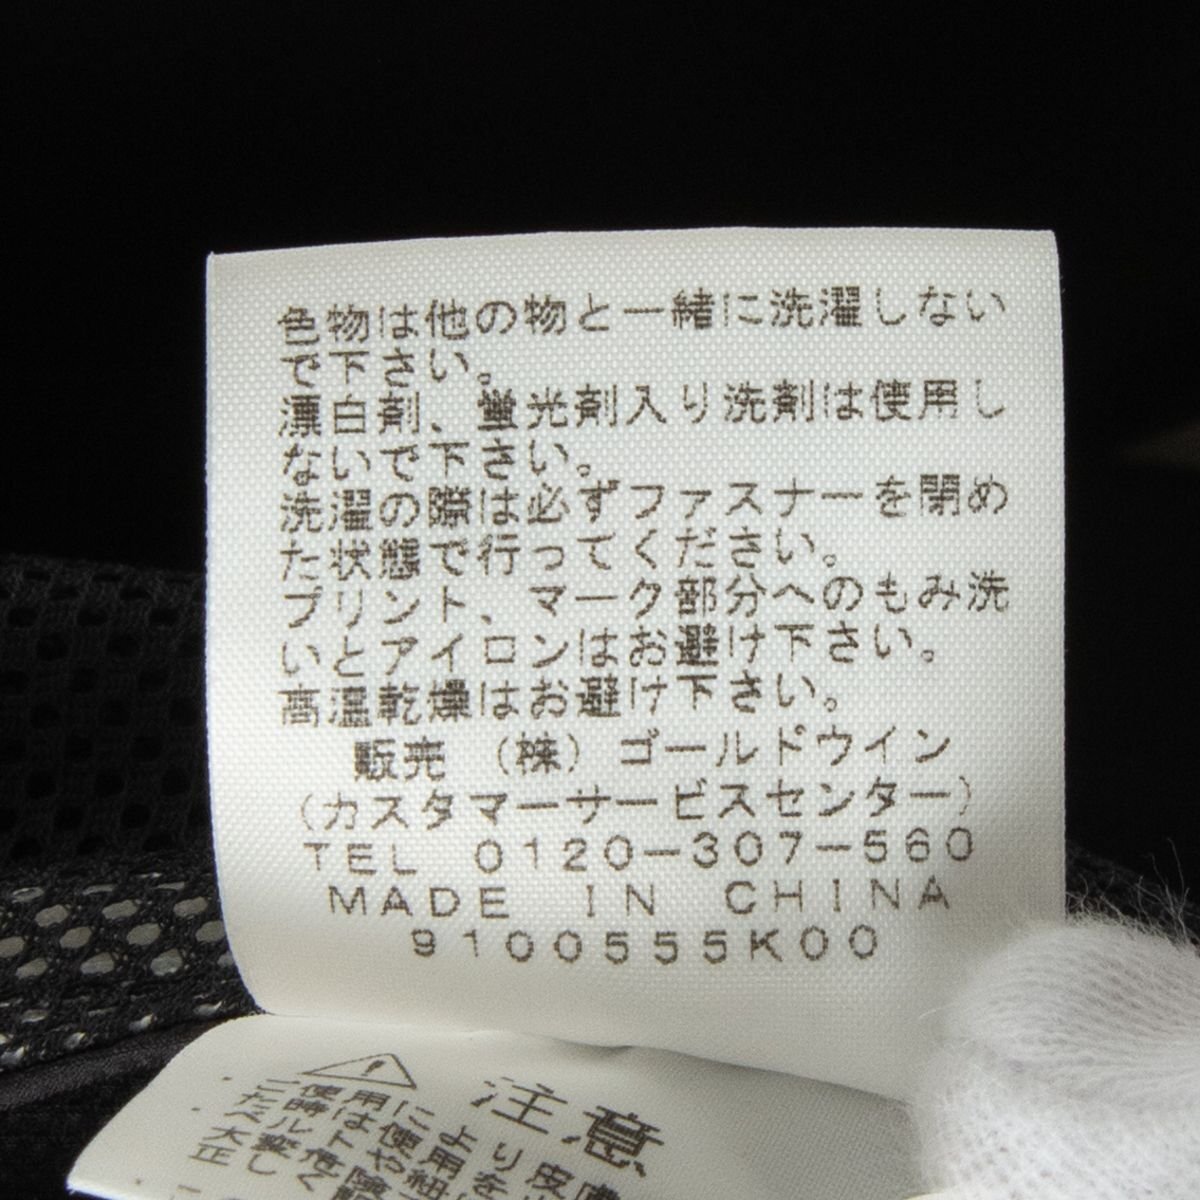 色物は他の物と一緒に洗濯しない
で下さい。
漂白剤、蛍光剤入り洗剤は使用し
ないで下さい。
洗濯の際は必ずファスナーを閉め
た状態で行ってください。
プリント、マーク部分へのもみ洗
いとアイロンはお避け下さい。
高温乾燥はお避け下さい。
販売 (株) ゴールドウイン
(カスタマーサービスセンター)
TEL 0120-307-560
MADE IN CHINA
9100555K00
注意